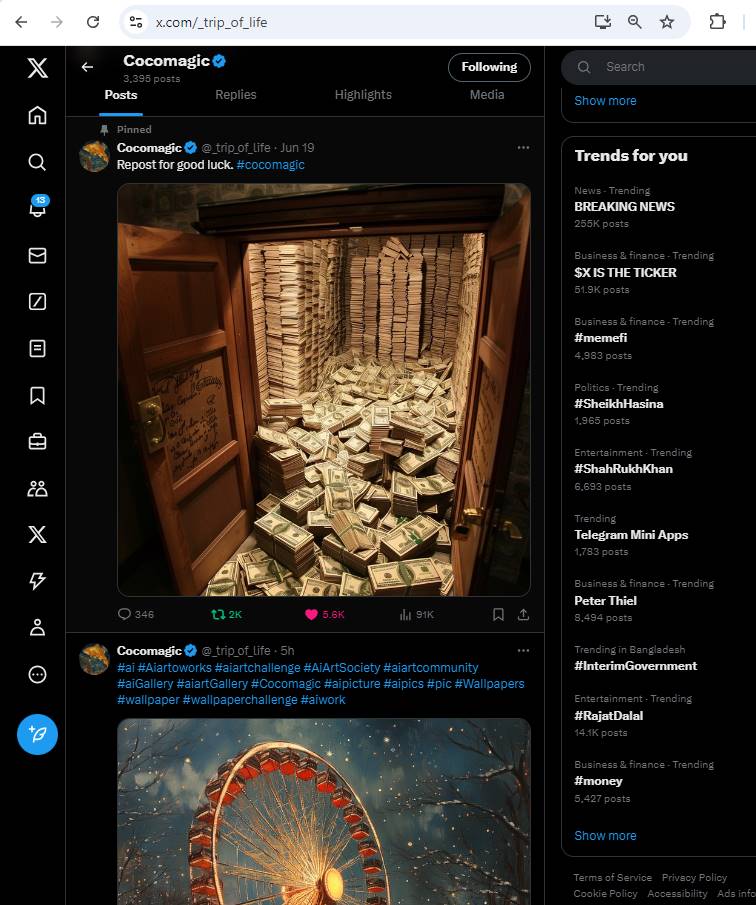 x.com/_trip_of_life
Cocomagic
3,395 posts
Following
Posts Replies Highlights Media
Pinned
Cocomagic @_trip_of_life · Jun 19
Repost for good luck. #cocomagic
346 2K 5.6K 91K
Cocomagic @_trip_of_life · 5h
#ai #Aiartoworks #aiartchallenge #AiArtSociety #aiartcommunity
#aiGallery #aiartGallery #Cocomagic #aipicture #aipics #pic #Wallpapers
#wallpaper #wallpaperchallenge #aiwork
13
Search
Show more
Trends for you
News · Trending
BREAKING NEWS
255K posts
Business & finance · Trending
$X IS THE TICKER
51.9K posts
Business & finance · Trending
#memefi
4,983 posts
Politics · Trending
#SheikhHasina
1,965 posts
Entertainment · Trending
#ShahRukhKhan
6,693 posts
Trending
Telegram Mini Apps
1,783 posts
Business & finance · Trending
Peter Thiel
8,494 posts
Trending in Bangladesh
#InterimGovernment
Entertainment · Trending
#RajatDalal
14.1K posts
Business & finance · Trending
#money
5,427 posts
Show more
Terms of Service Privacy Policy
Cookie Policy Accessibility Ads info